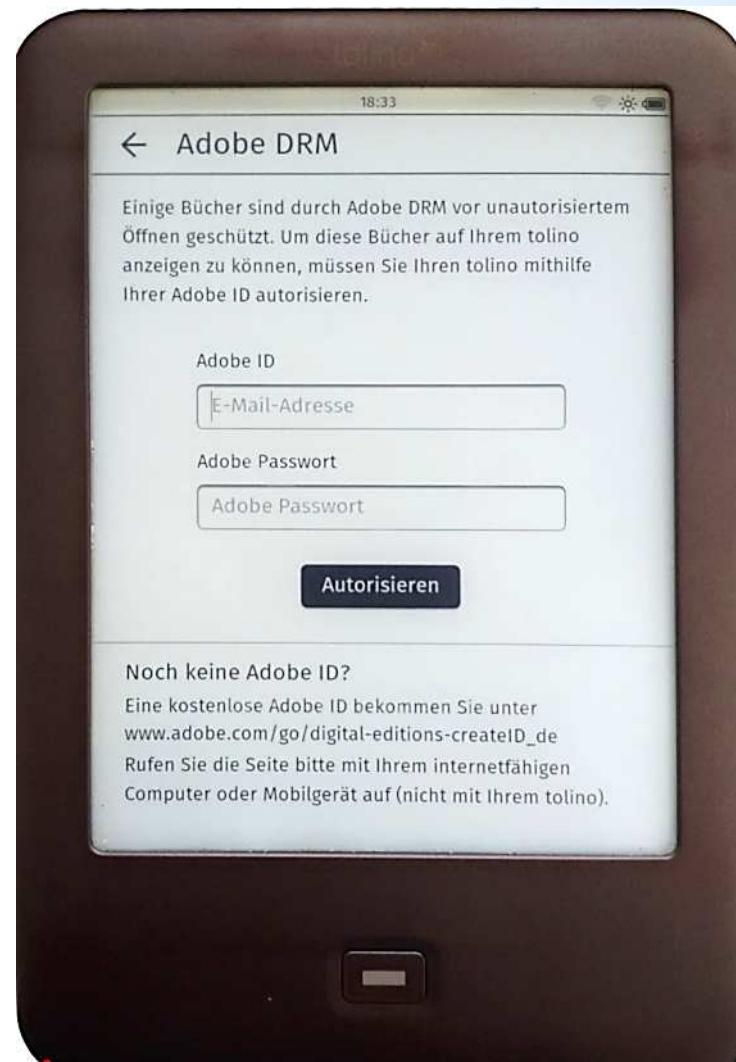 tolino
18:33
← Adobe DRM
Einige Bücher sind durch Adobe DRM vor unautorisiertem
Öffnen geschützt. Um diese Bücher auf Ihrem tolino
anzeigen zu können, müssen Sie Ihren tolino mithilfe
Ihrer Adobe ID autorisieren.
Adobe ID
E-Mail-Adresse
Adobe Passwort
Adobe Passwort
Autorisieren
Noch keine Adobe ID?
Eine kostenlose Adobe ID bekommen Sie unter
www.adobe.com/go/digital-editions-createID_de
Rufen Sie die Seite bitte mit Ihrem internetfähigen
Computer oder Mobilgerät auf (nicht mit Ihrem tolino).